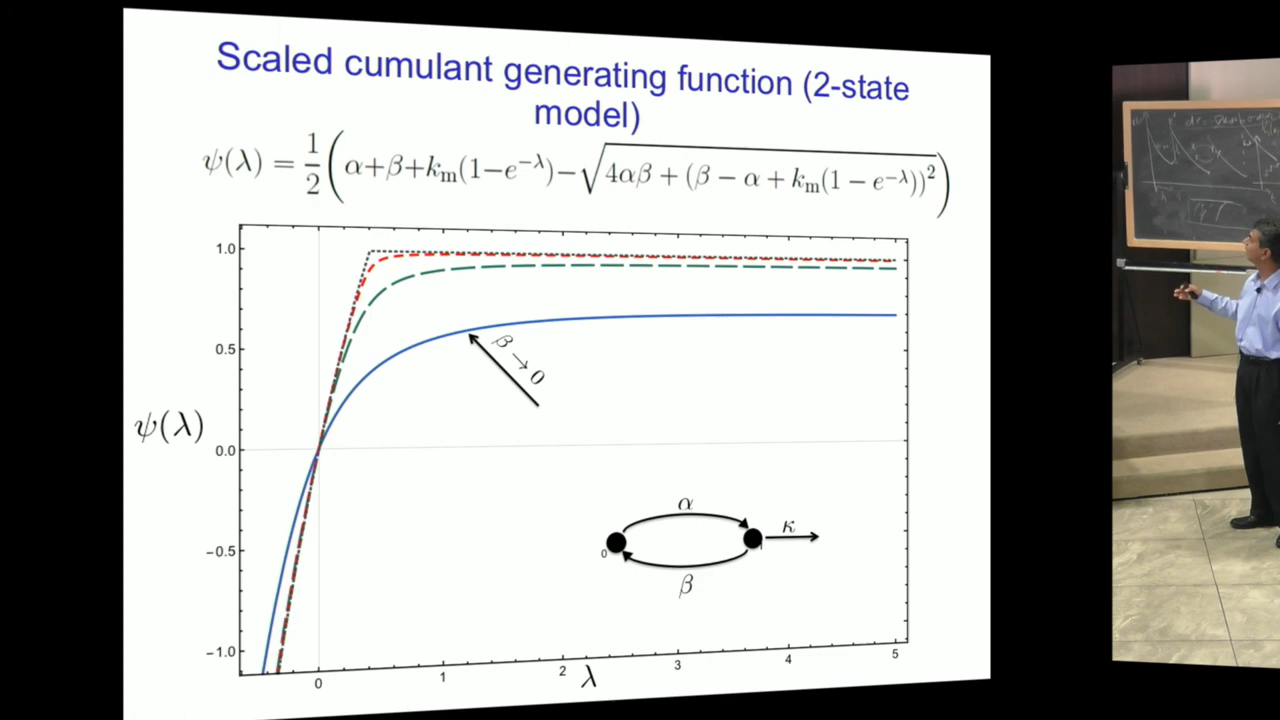 Scaled cumulant generating function (2-state
model)
ψ(λ) = 1/2 (α+β+k_m(1−e^{−λ})−√(4αβ + (β − α + k_m(1 − e^{−λ}))²))
1.0
0.5
β → 0
ψ(λ)
0.0
α
κ
0
−0.5
β
−1.0
0 1 2 3 4 5
λ